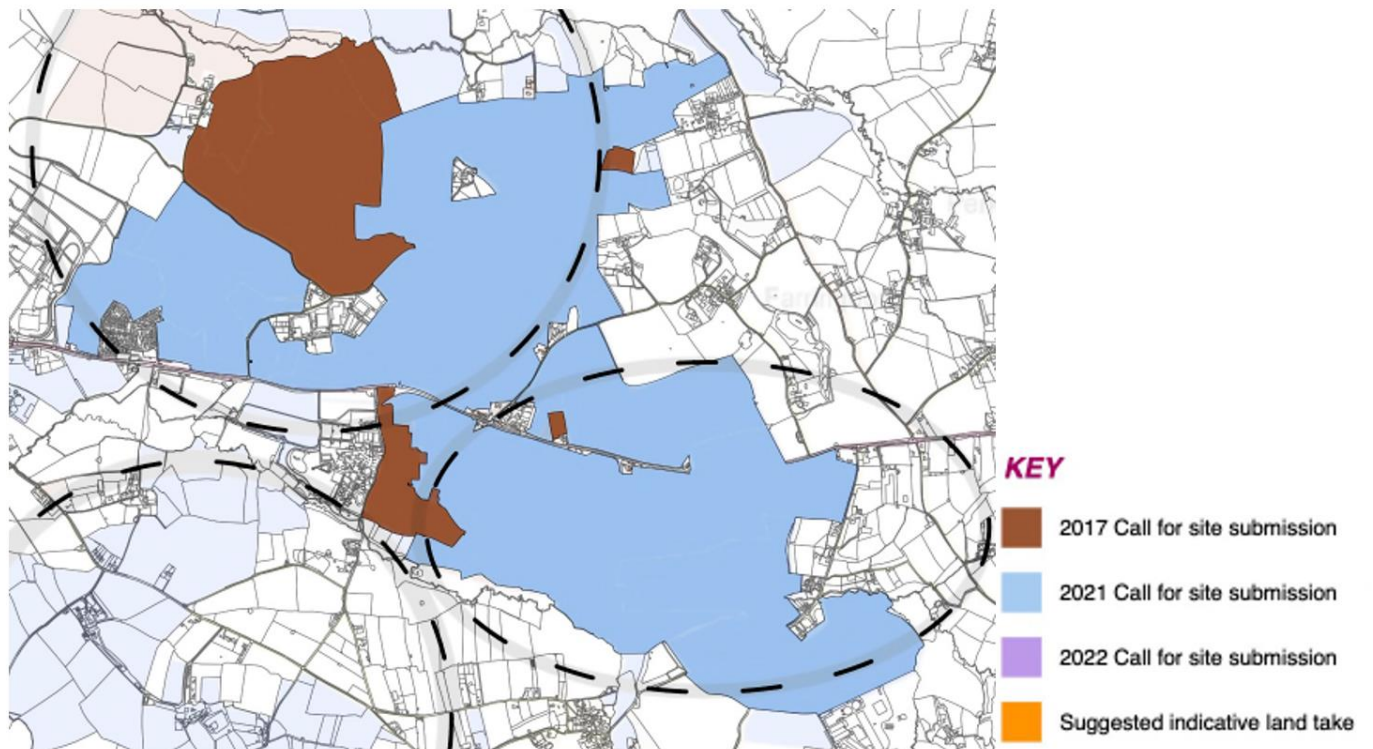 KEY
2017 Call for site submission
2021 Call for site submission
2022 Call for site submission
Suggested indicative land take